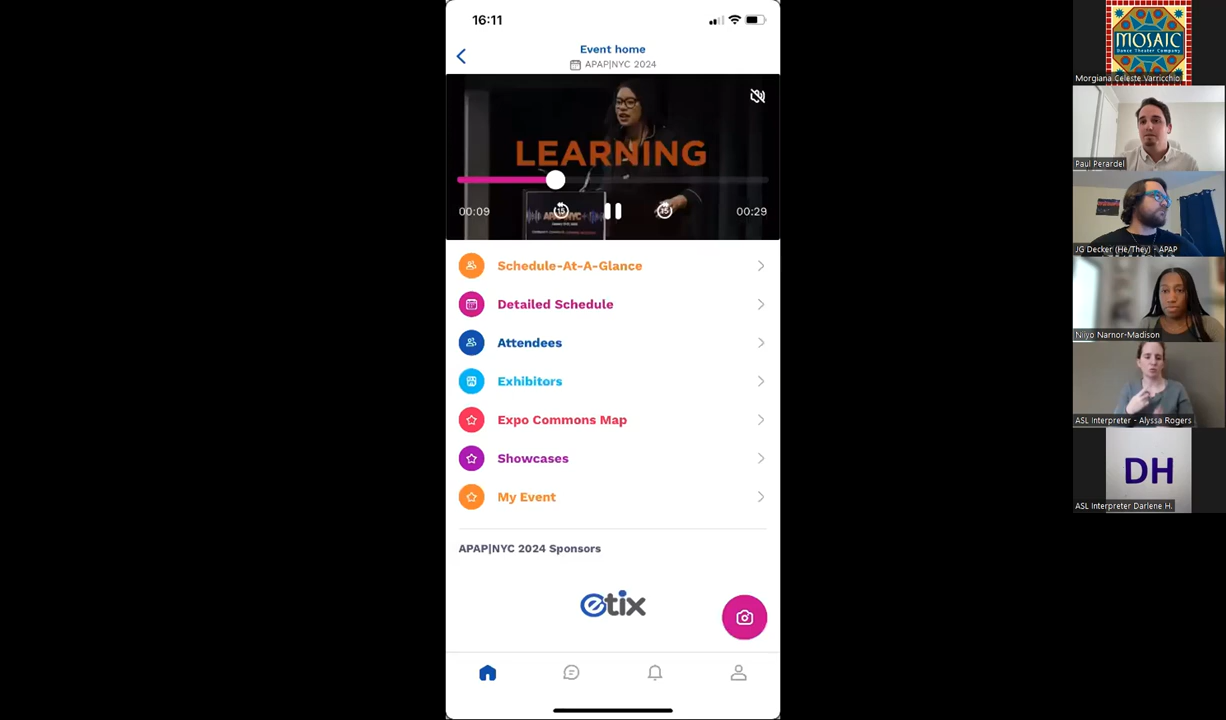 16:11
Event home
APAP|NYC 2024
LEARNING
00:09
15
15
00:29
Schedule-At-A-Glance
Detailed Schedule
Attendees
Exhibitors
Expo Commons Map
Showcases
My Event
APAP|NYC 2024 Sponsors
etix
MOSAIC
Dance Theater Company
Morgiana Celeste Varricchio
Paul Perardel
JG Decker (He/They) - APAP
Niiyo Narnor-Madison
ASL Interpreter - Alyssa Rogers
DH
ASL Interpreter Darlene H.